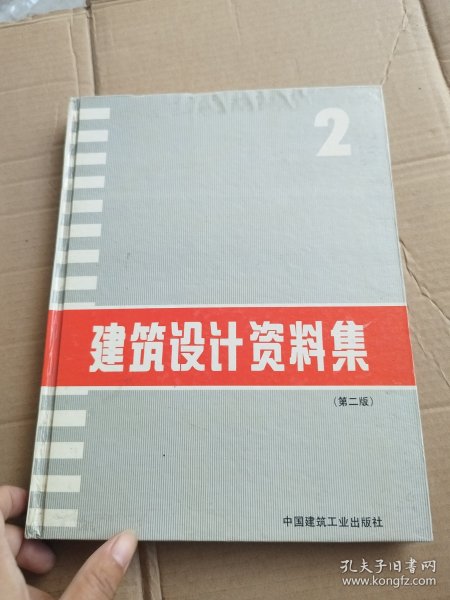 2
建筑设计资料集
（第二版）
中国建筑工业出版社
孔夫子旧书网
www.kongfz.com